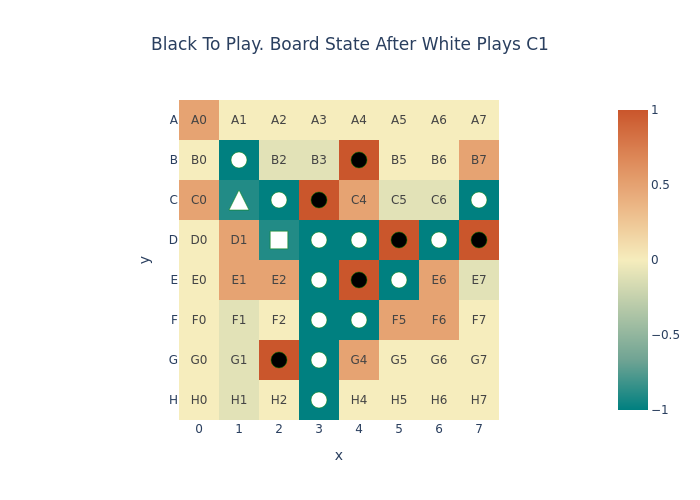 Black To Play. Board State After White Plays C1
A A0 A1 A2 A3 A4 A5 A6 A7
B B0 B2 B3 B5 B6 B7
C C0 C4 C5 C6
D D0 D1
E E0 E1 E2 E6 E7
F F0 F1 F2 F5 F6 F7
G G0 G1 G4 G5 G6 G7
H H0 H1 H2 H4 H5 H6 H7
0 1 2 3 4 5 6 7
x
y
1
0.5
0
−0.5
−1